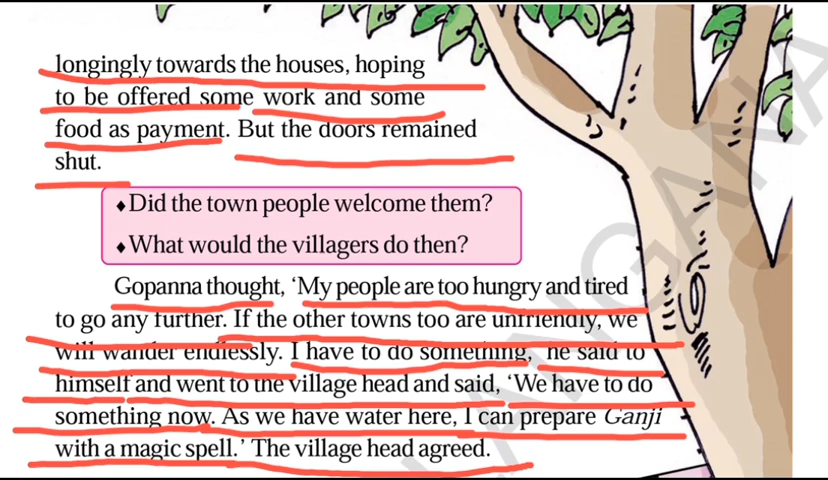 longingly towards the houses, hoping
to be offered some work and some
food as payment. But the doors remained
shut.
♦Did the town people welcome them?
♦What would the villagers do then?
Gopanna thought, ‘My people are too hungry and tired
to go any further. If the other towns too are unfriendly, we
will wander endlessly. I have to do something, he said to
himself and went to the village head and said, ‘We have to do
something now. As we have water here, I can prepare Ganji
with a magic spell.’ The village head agreed.